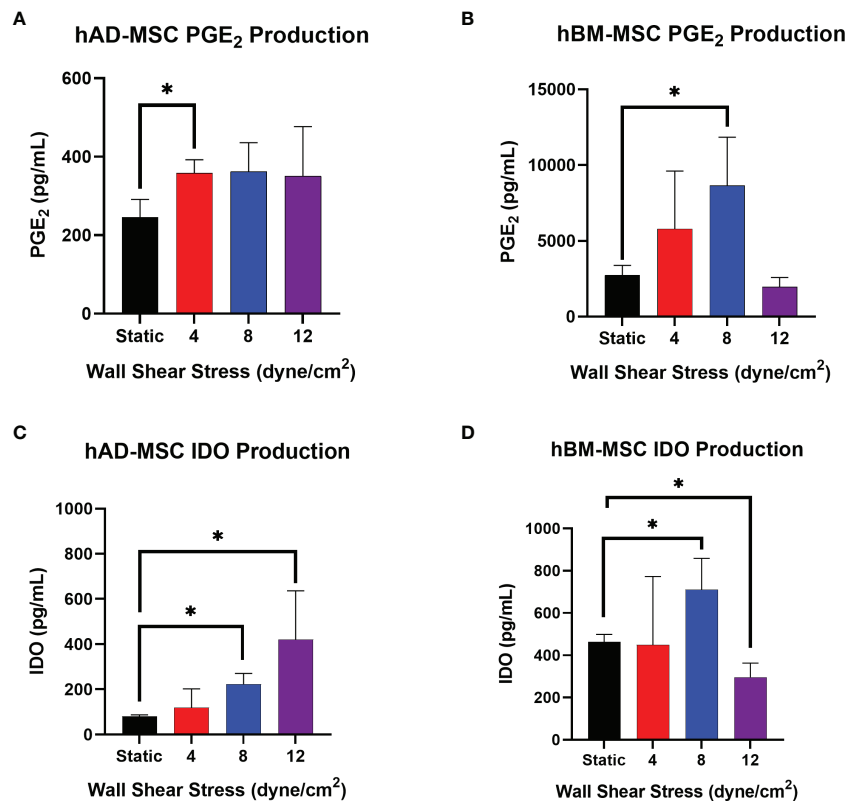 A
hAD-MSC PGE2 Production
PGE2 (pg/mL)
600
400
200
0
*
Static 4 8 12
Wall Shear Stress (dyne/cm2)
B
hBM-MSC PGE2 Production
PGE2 (pg/mL)
15000
10000
5000
0
*
Static 4 8 12
Wall Shear Stress (dyne/cm2)
C
hAD-MSC IDO Production
IDO (pg/mL)
1000
800
600
400
200
0
*
*
Static 4 8 12
Wall Shear Stress (dyne/cm2)
D
hBM-MSC IDO Production
IDO (pg/mL)
1000
800
600
400
200
0
*
*
Static 4 8 12
Wall Shear Stress (dyne/cm2)